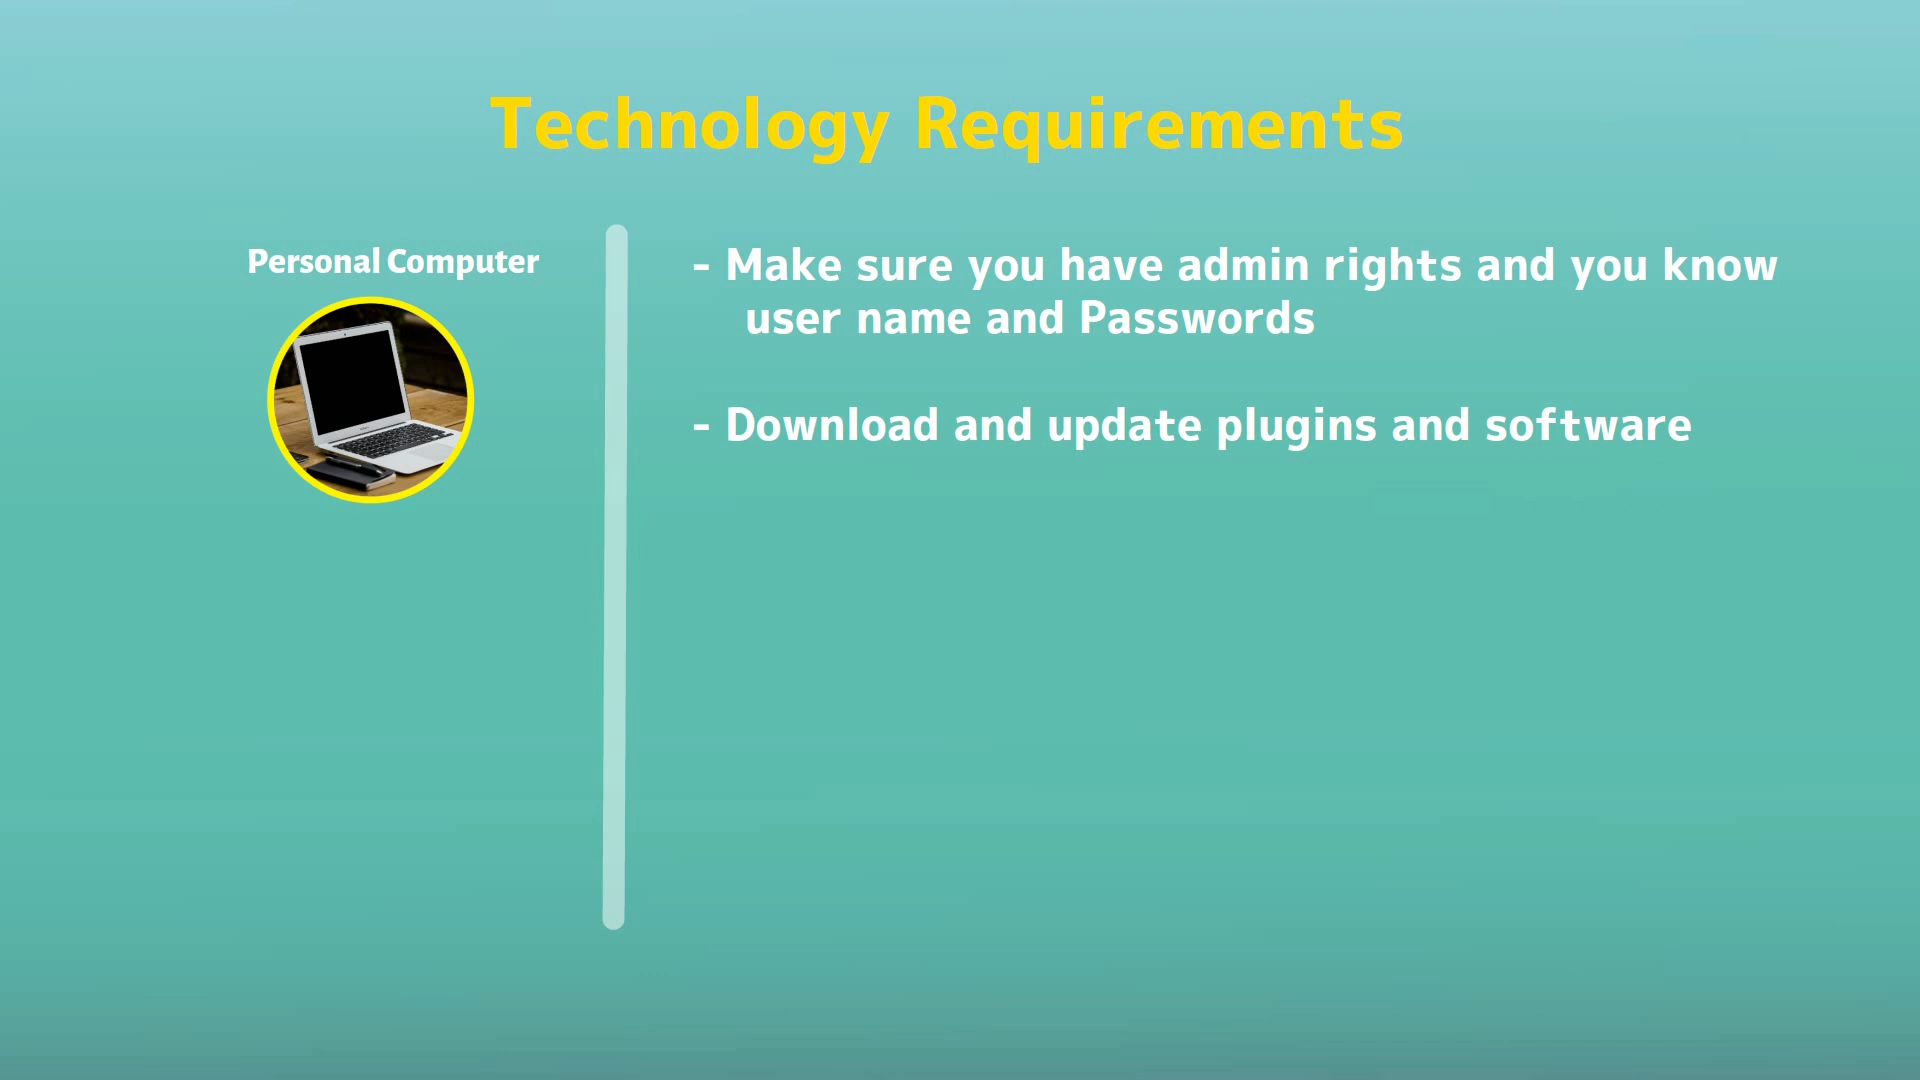 Technology Requirements
Personal Computer
- Make sure you have admin rights and you know
user name and Passwords
- Download and update plugins and software